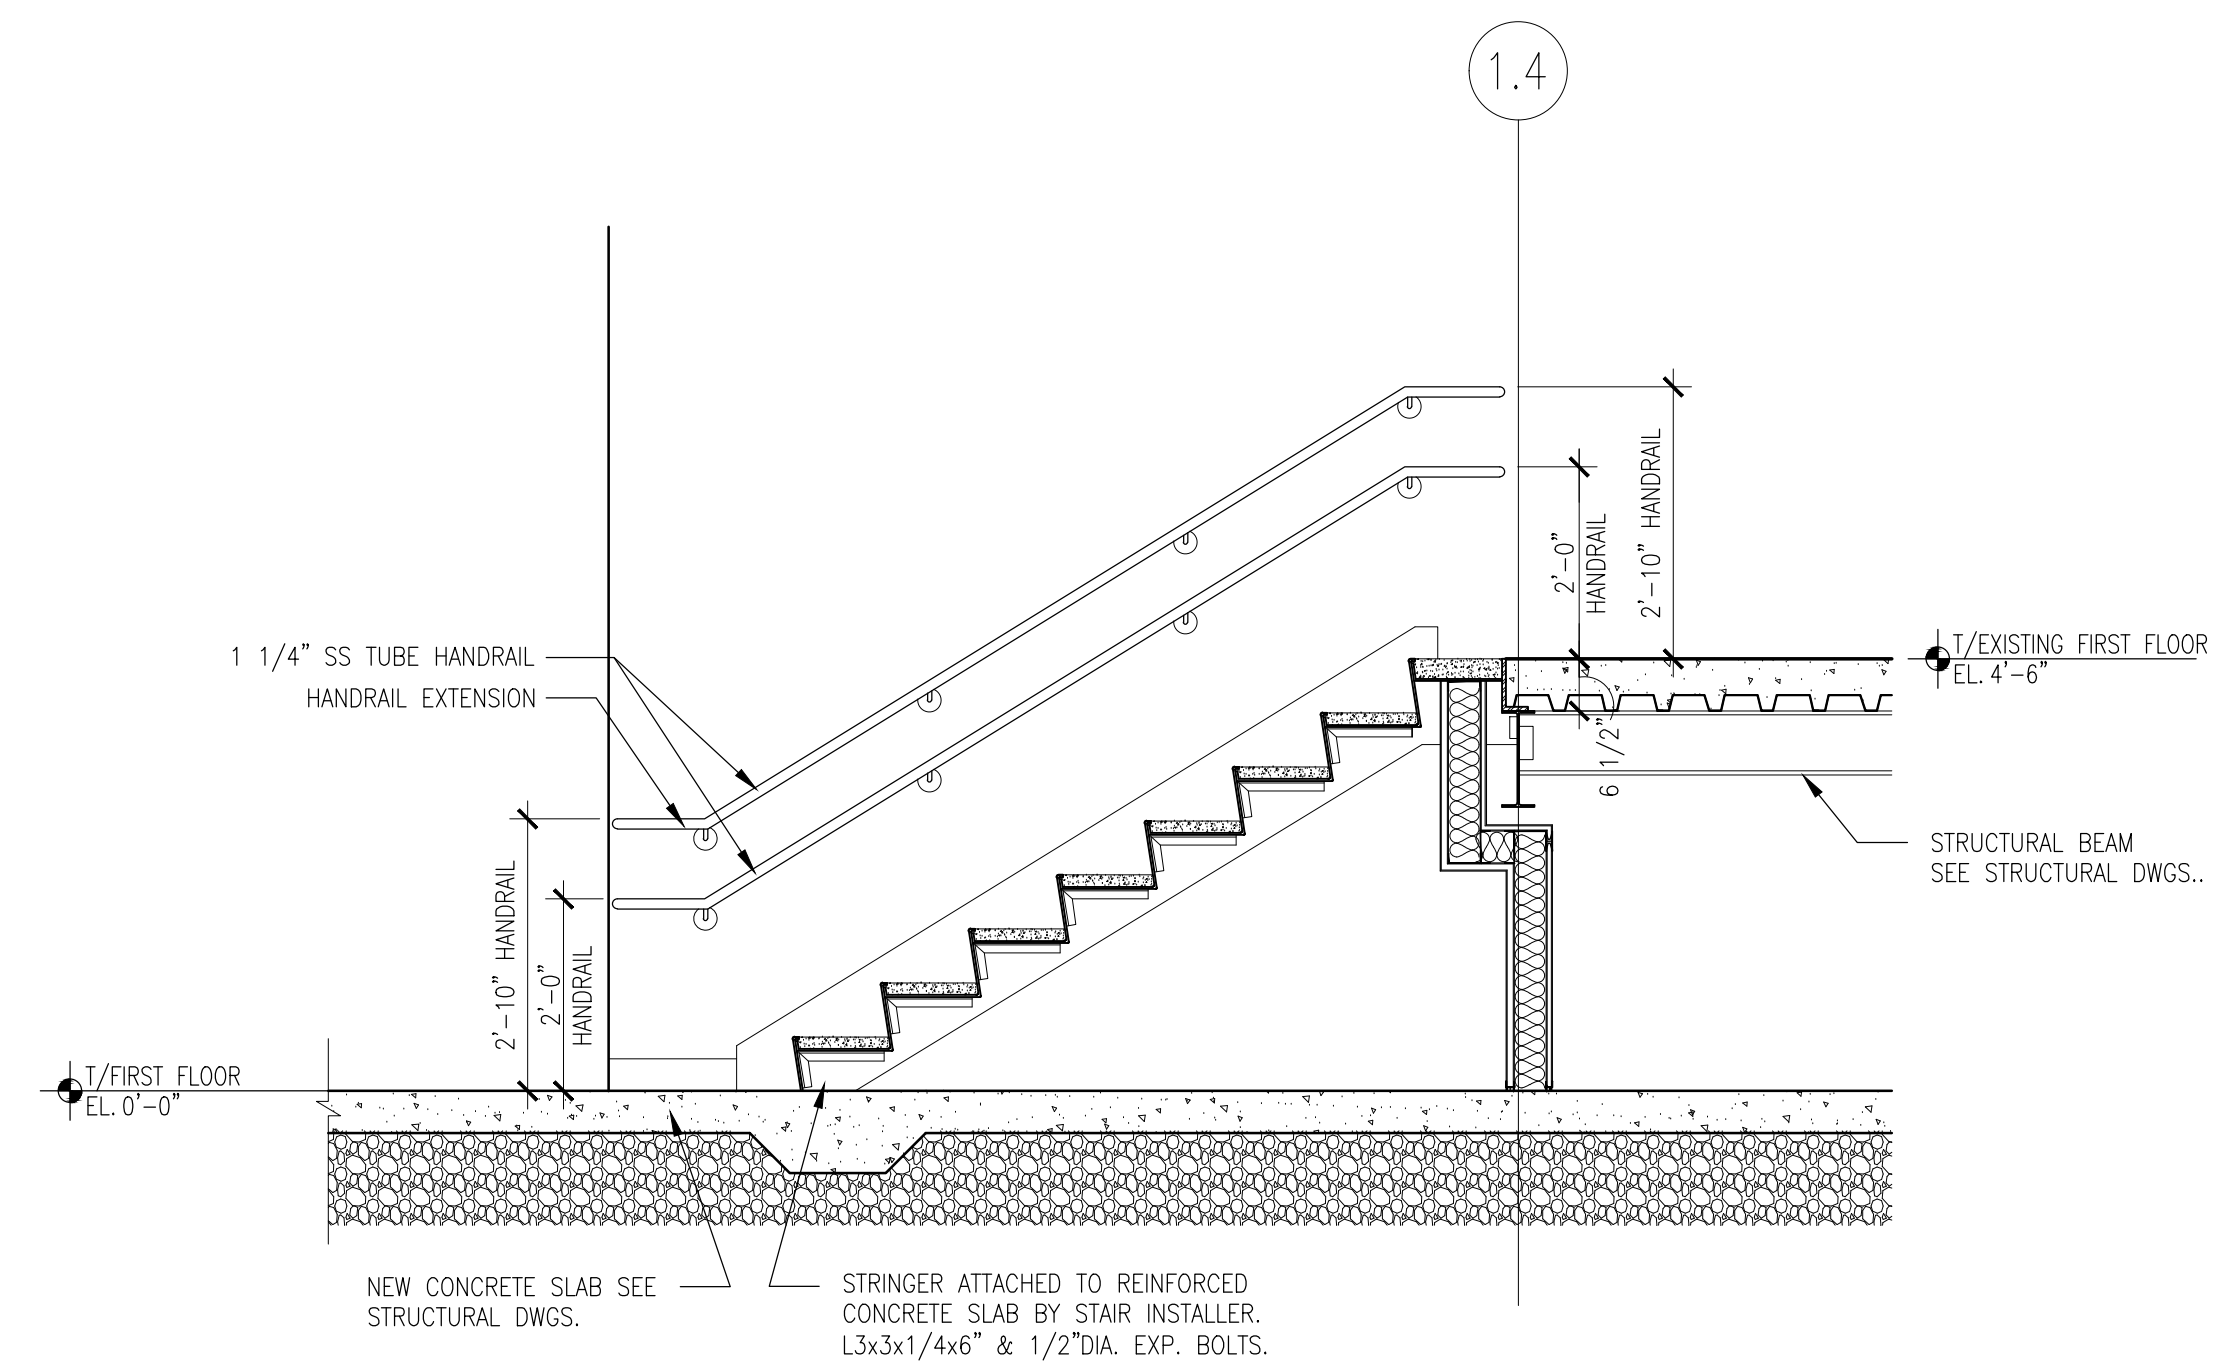 1.4
2'-10" HANDRAIL
2'-0"
HANDRAIL
1 1/4" SS TUBE HANDRAIL
HANDRAIL EXTENSION
T/EXISTING FIRST FLOOR
EL. 4'-6"
6 1/2"
STRUCTURAL BEAM
SEE STRUCTURAL DWGS..
2'-10" HANDRAIL
2'-0"
HANDRAIL
T/FIRST FLOOR
EL. 0'-0"
NEW CONCRETE SLAB SEE
STRUCTURAL DWGS.
STRINGER ATTACHED TO REINFORCED
CONCRETE SLAB BY STAIR INSTALLER.
L3x3x1/4x6" & 1/2"DIA. EXP. BOLTS.